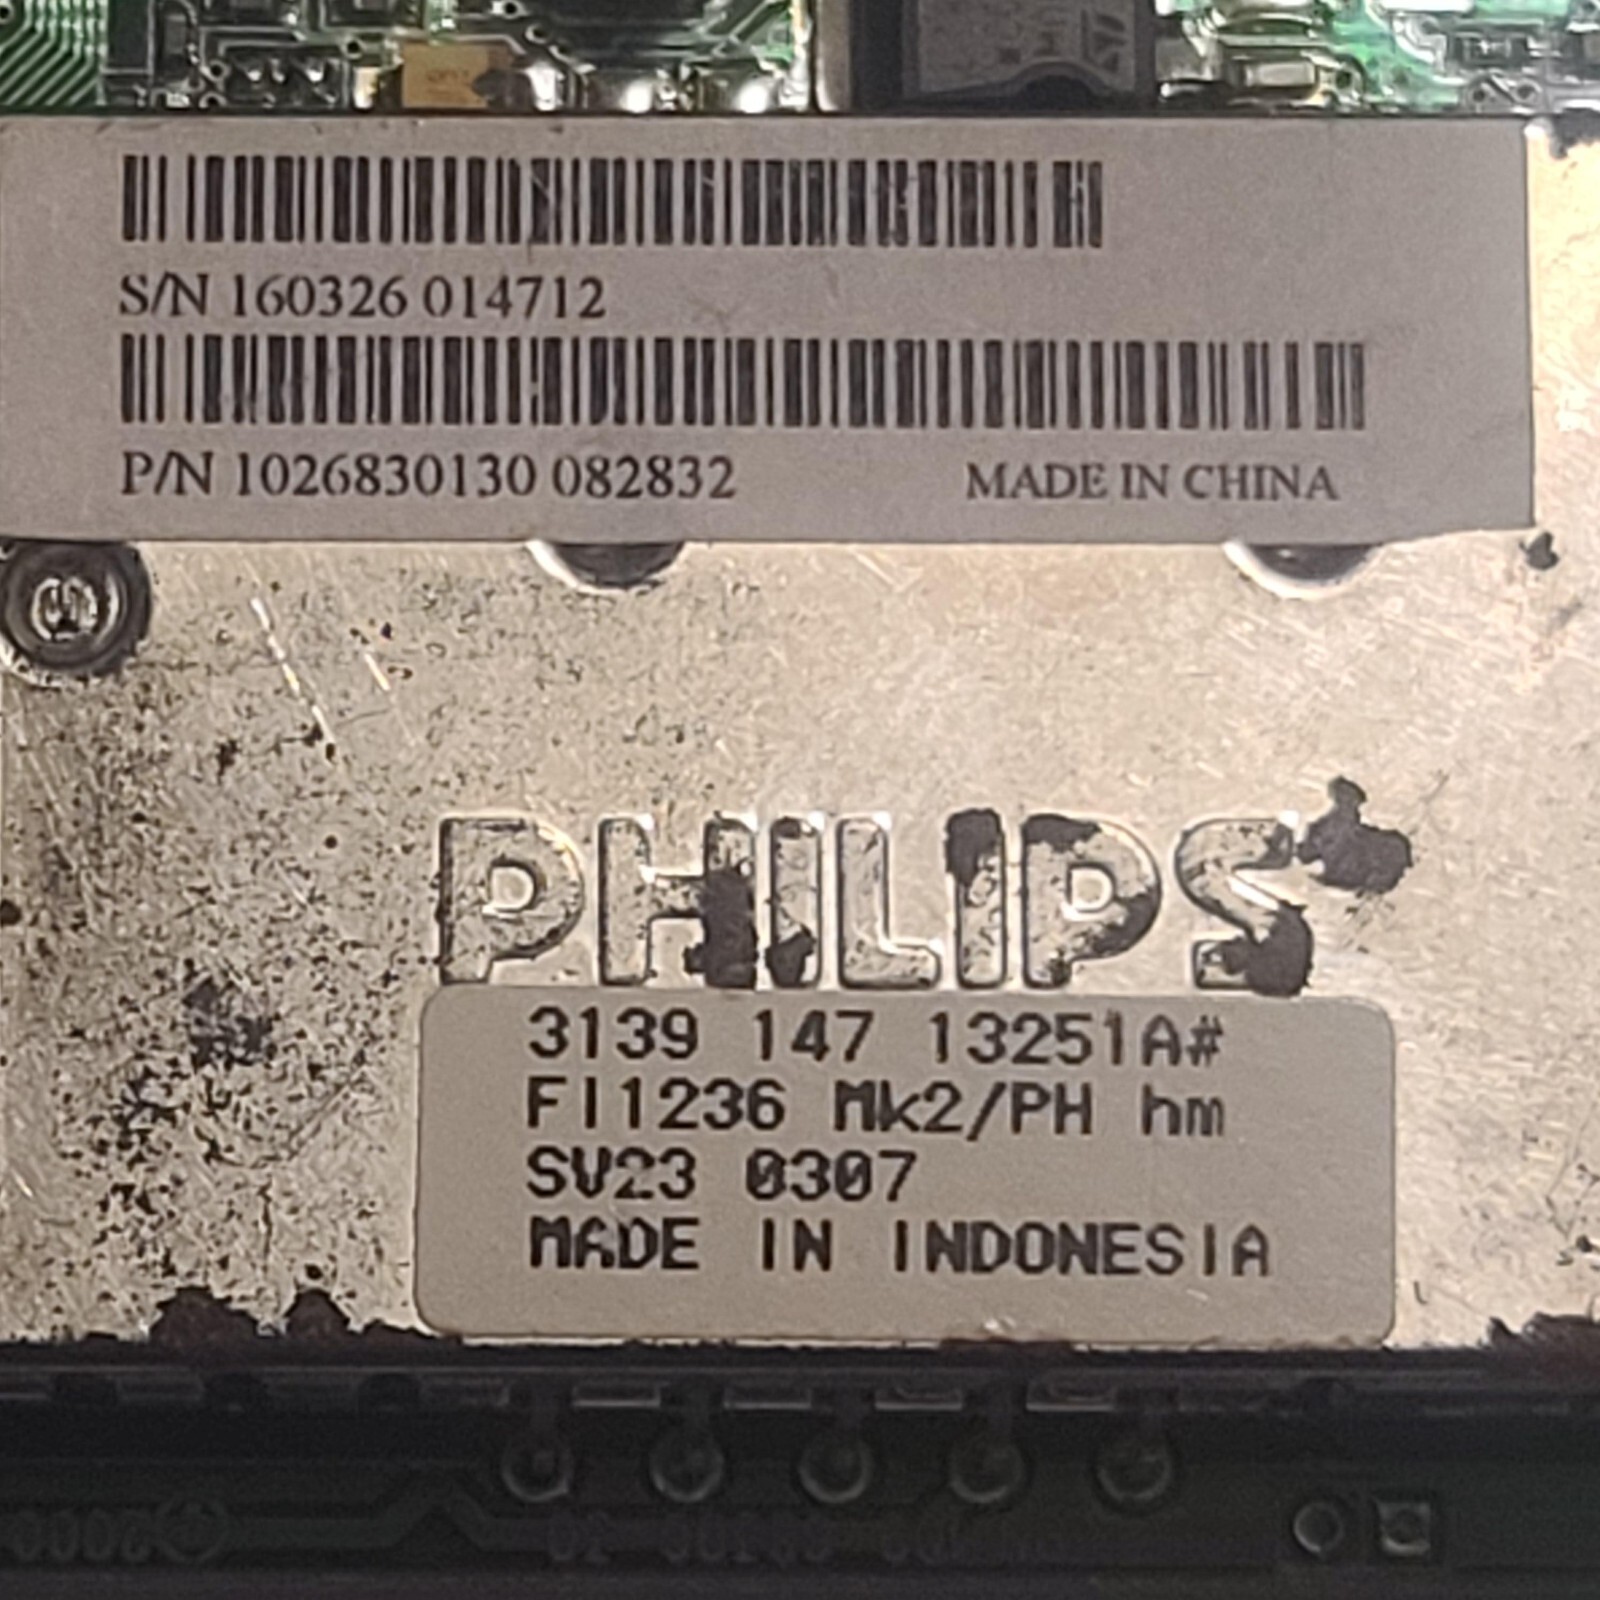 S/N 160326 014712
P/N 1026830130 082832 MADE IN CHINA
PHILIPS
3139 147 13251A#
FI1236 Mk2/PH hm
SV23 0307
MADE IN INDONESIA